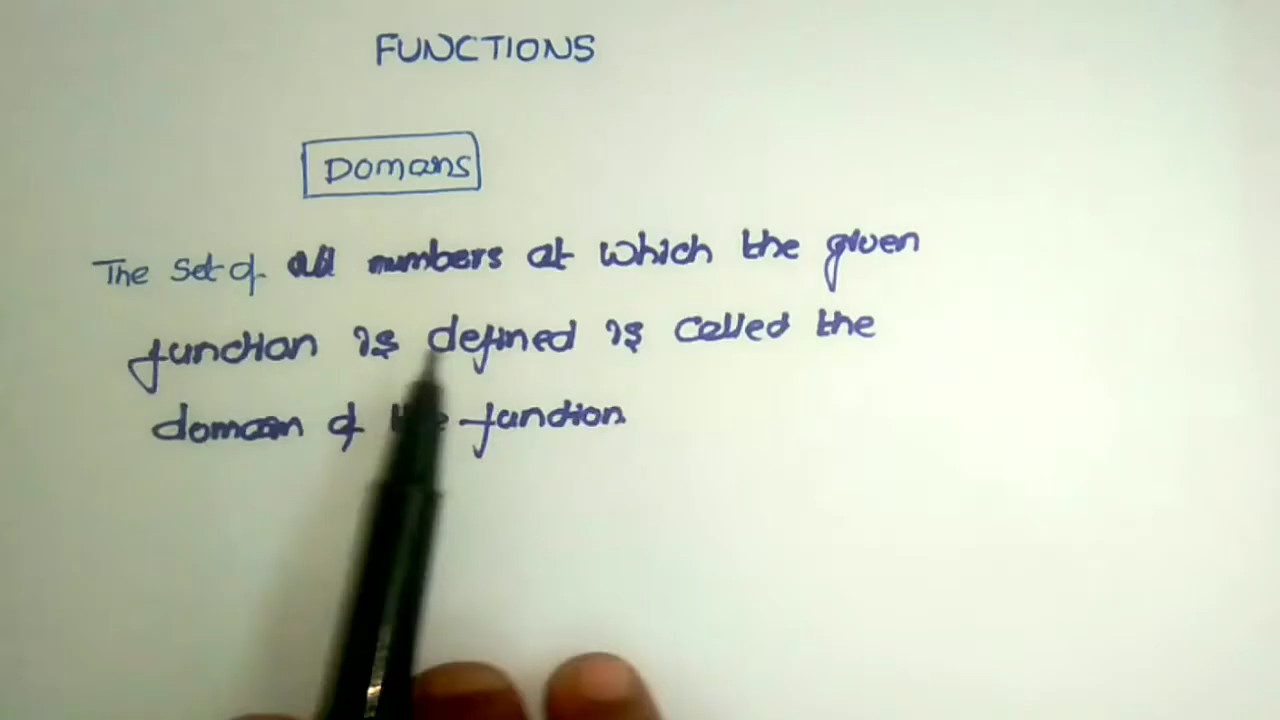 FUNCTIONS
Domans
The set of all numbers at which the given
function is defined is called the
domain of the function